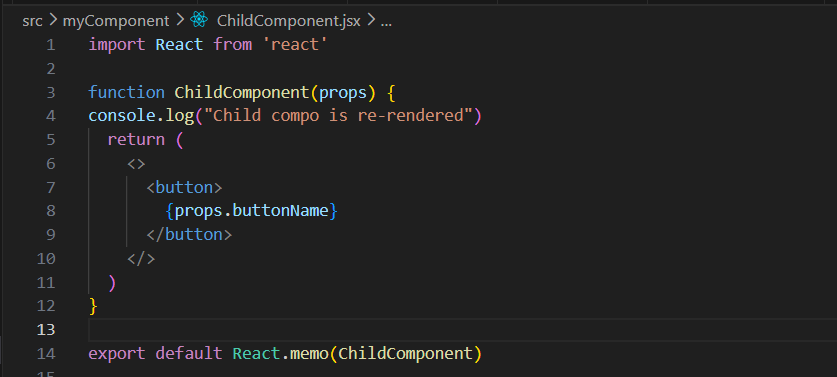 src > myComponent > ChildComponent.jsx > ...
1 import React from 'react'
2
3 function ChildComponent(props) {
4 console.log("Child compo is re-rendered")
5   return (
6     <>
7       <button>
8         {props.buttonName}
9       </button>
10     </>
11   )
12 }
13
14 export default React.memo(ChildComponent)
15